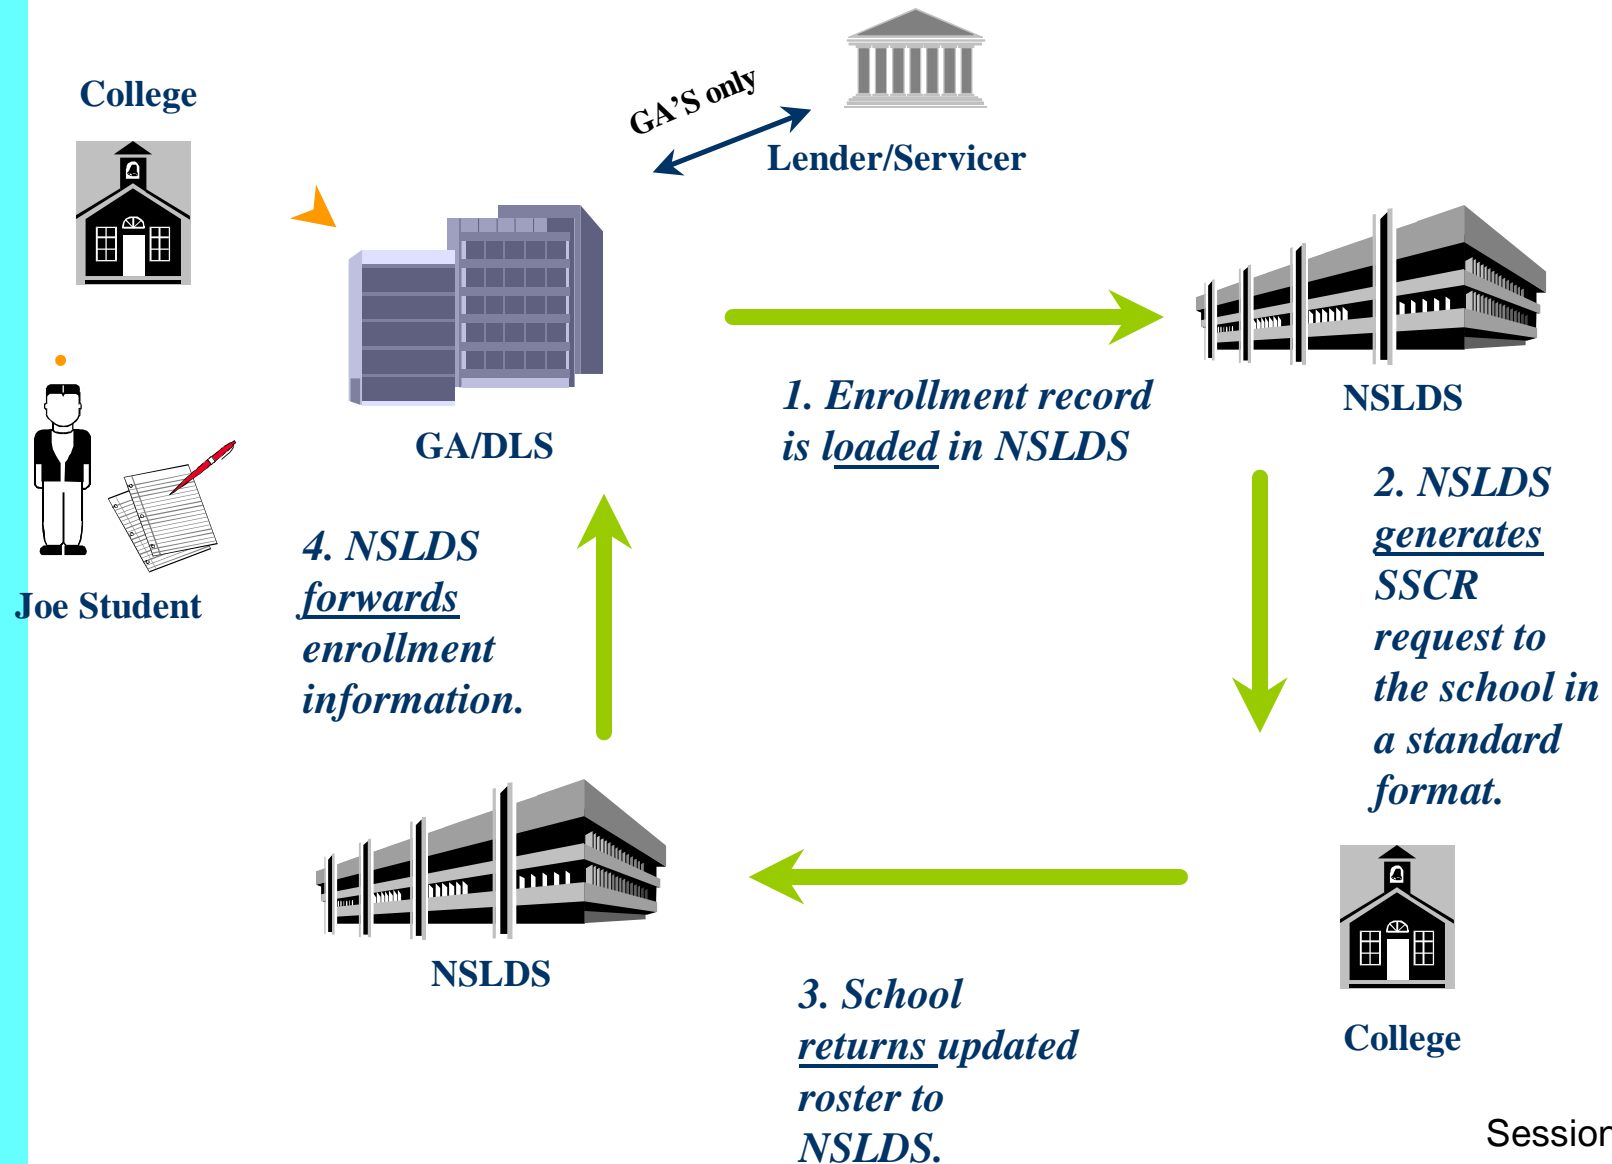 College
GA'S only
Lender/Servicer
GA/DLS
1. Enrollment record
is loaded in NSLDS
NSLDS
2. NSLDS
generates
SSCR
request to
the school in
a standard
format.
Joe Student
4. NSLDS
forwards
enrollment
information.
NSLDS
3. School
returns updated
roster to
NSLDS.
College
Session